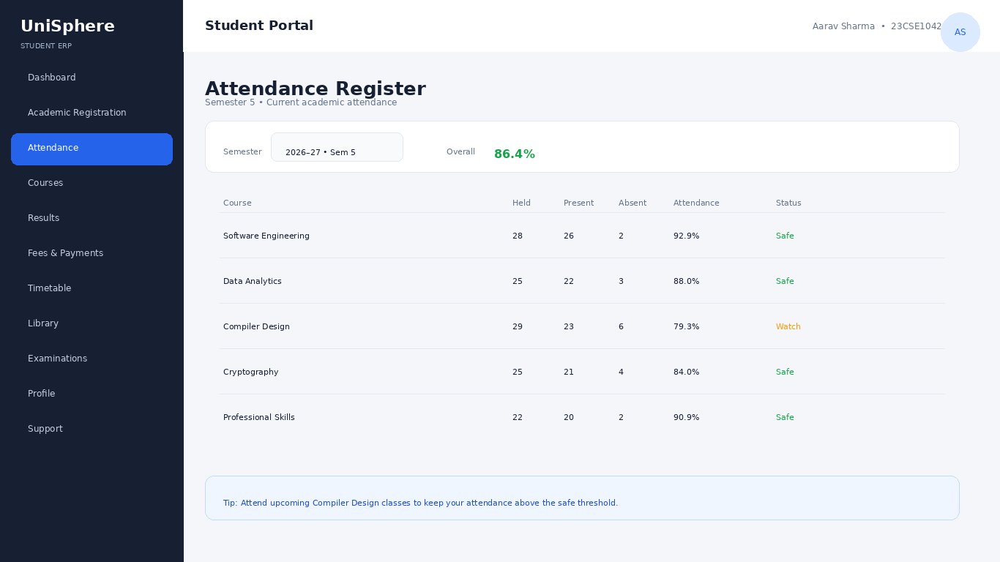 UniSphere
STUDENT ERP
Dashboard
Academic Registration
Attendance
Courses
Results
Fees & Payments
Timetable
Library
Examinations
Profile
Support
Student Portal
Aarav Sharma • 23CSE1042
AS
Attendance Register
Semester 5 • Current academic attendance
Semester 2026–27 • Sem 5 Overall 86.4%
Course Held Present Absent Attendance Status
Software Engineering 28 26 2 92.9% Safe
Data Analytics 25 22 3 88.0% Safe
Compiler Design 29 23 6 79.3% Watch
Cryptography 25 21 4 84.0% Safe
Professional Skills 22 20 2 90.9% Safe
Tip: Attend upcoming Compiler Design classes to keep your attendance above the safe threshold.